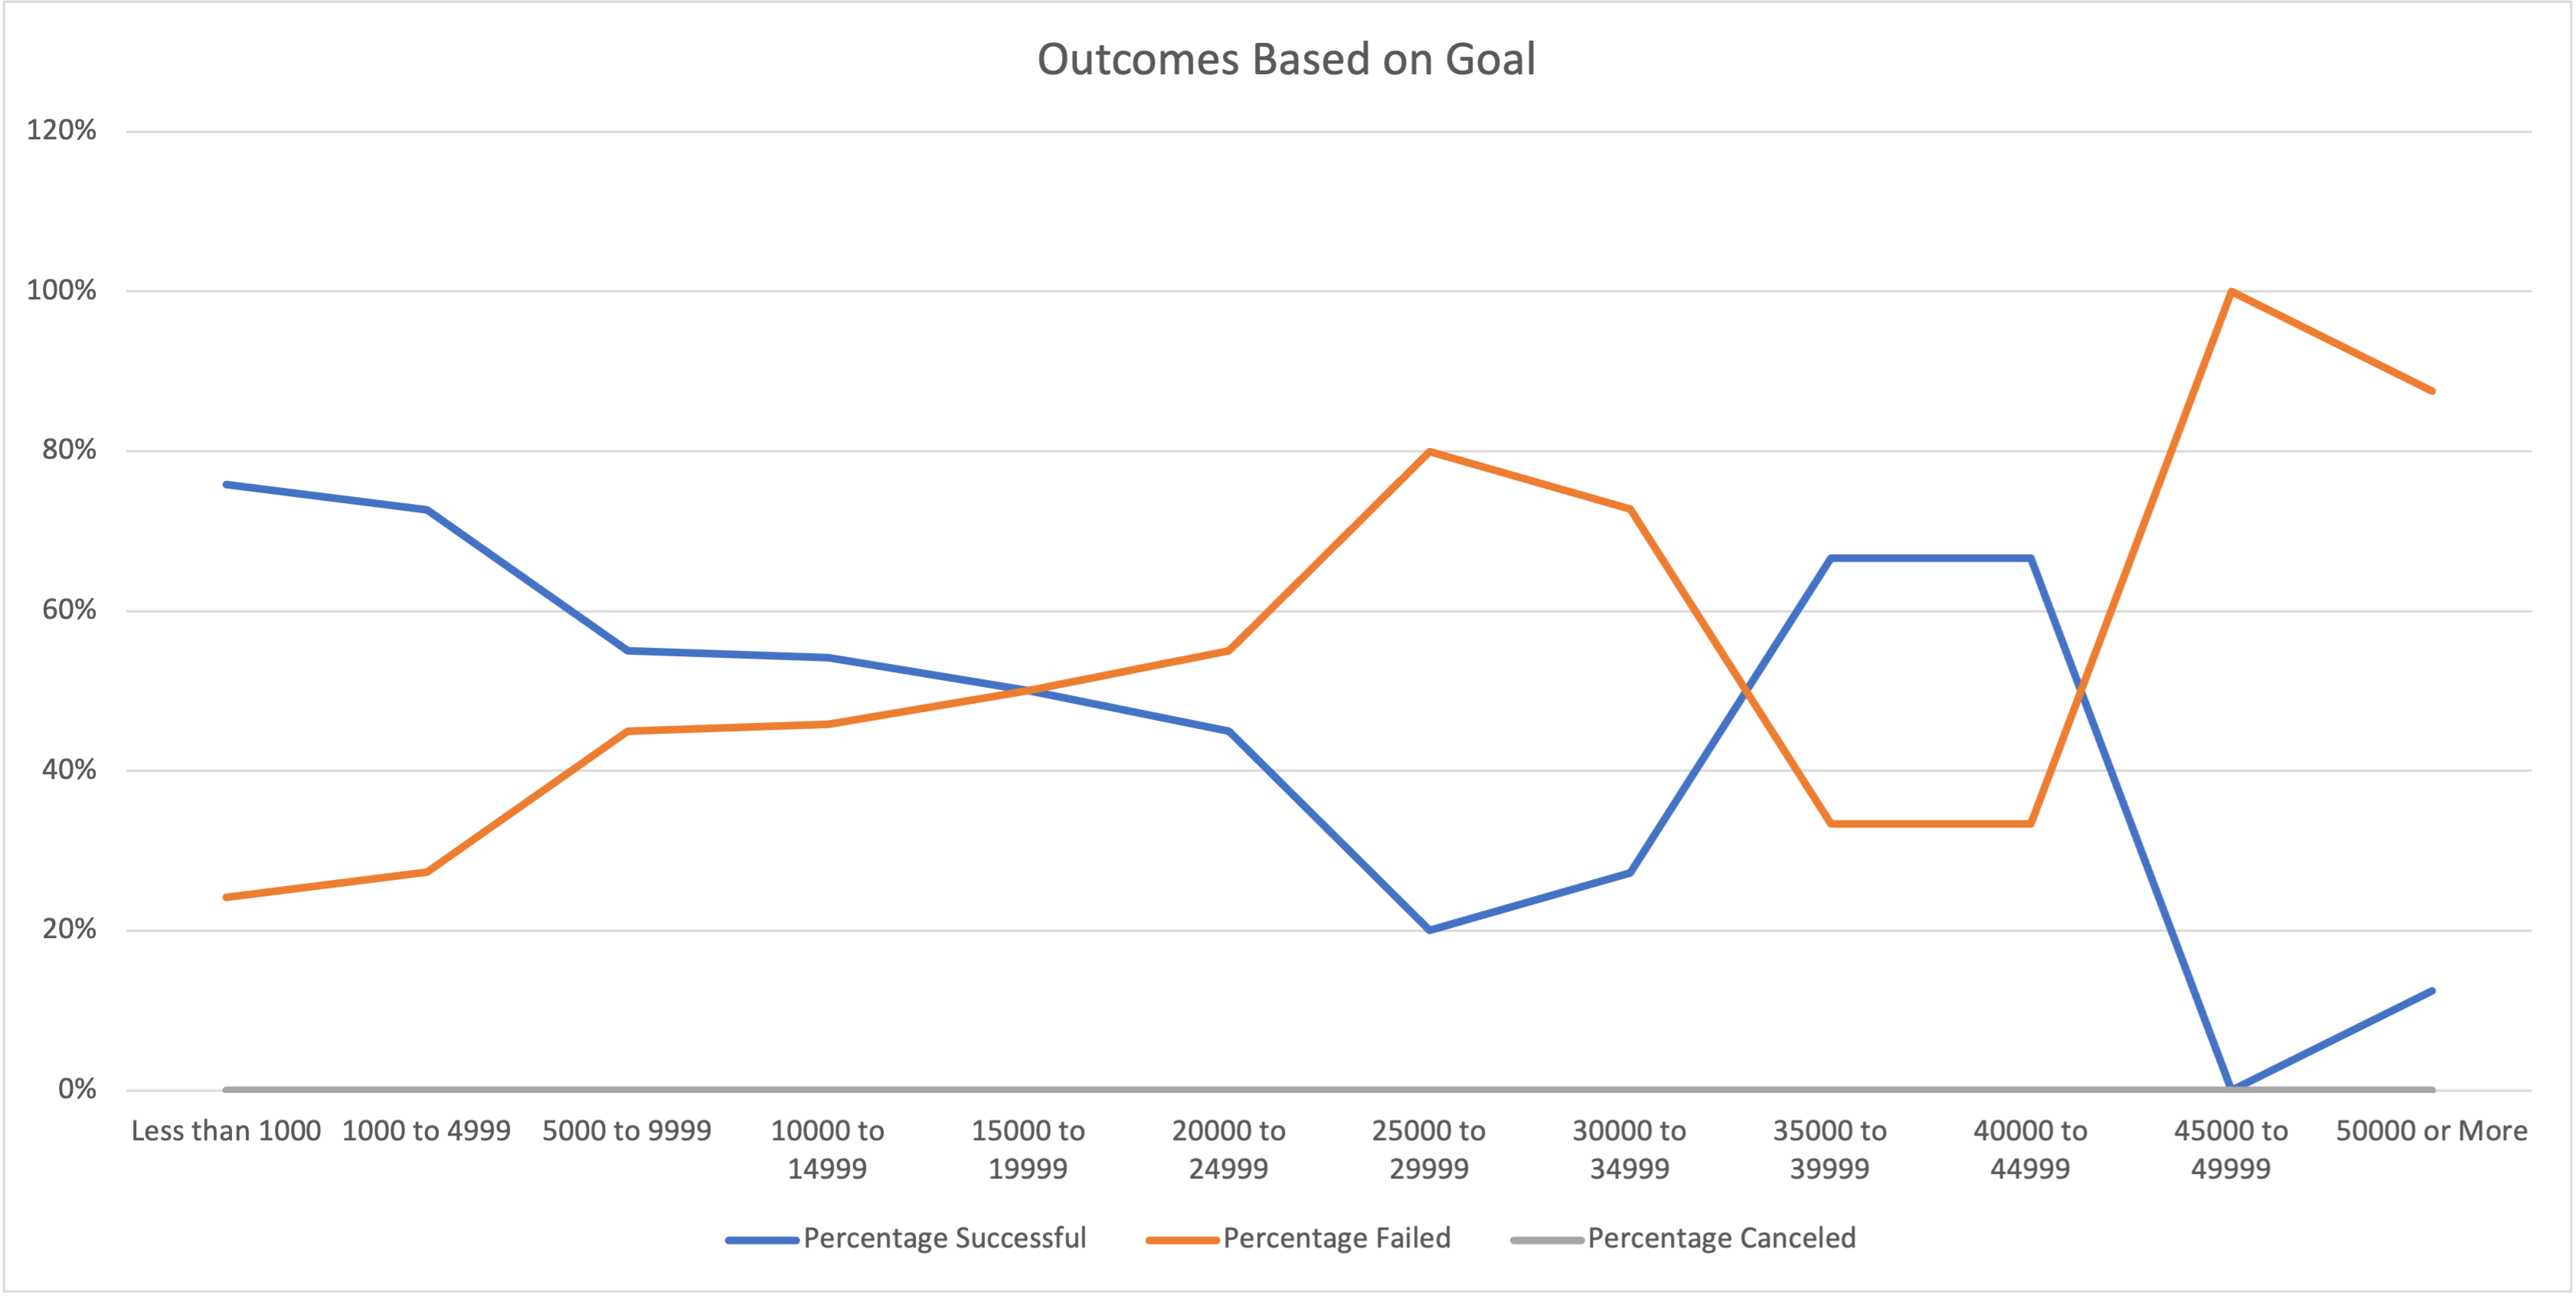 Outcomes Based on Goal
120%
100%
80%
60%
40%
20%
0%
Less than 1000
1000 to 4999
5000 to 9999
10000 to
14999
15000 to
19999
20000 to
24999
25000 to
29999
30000 to
34999
35000 to
39999
40000 to
44999
45000 to
49999
50000 or More
Percentage Successful
Percentage Failed
Percentage Canceled